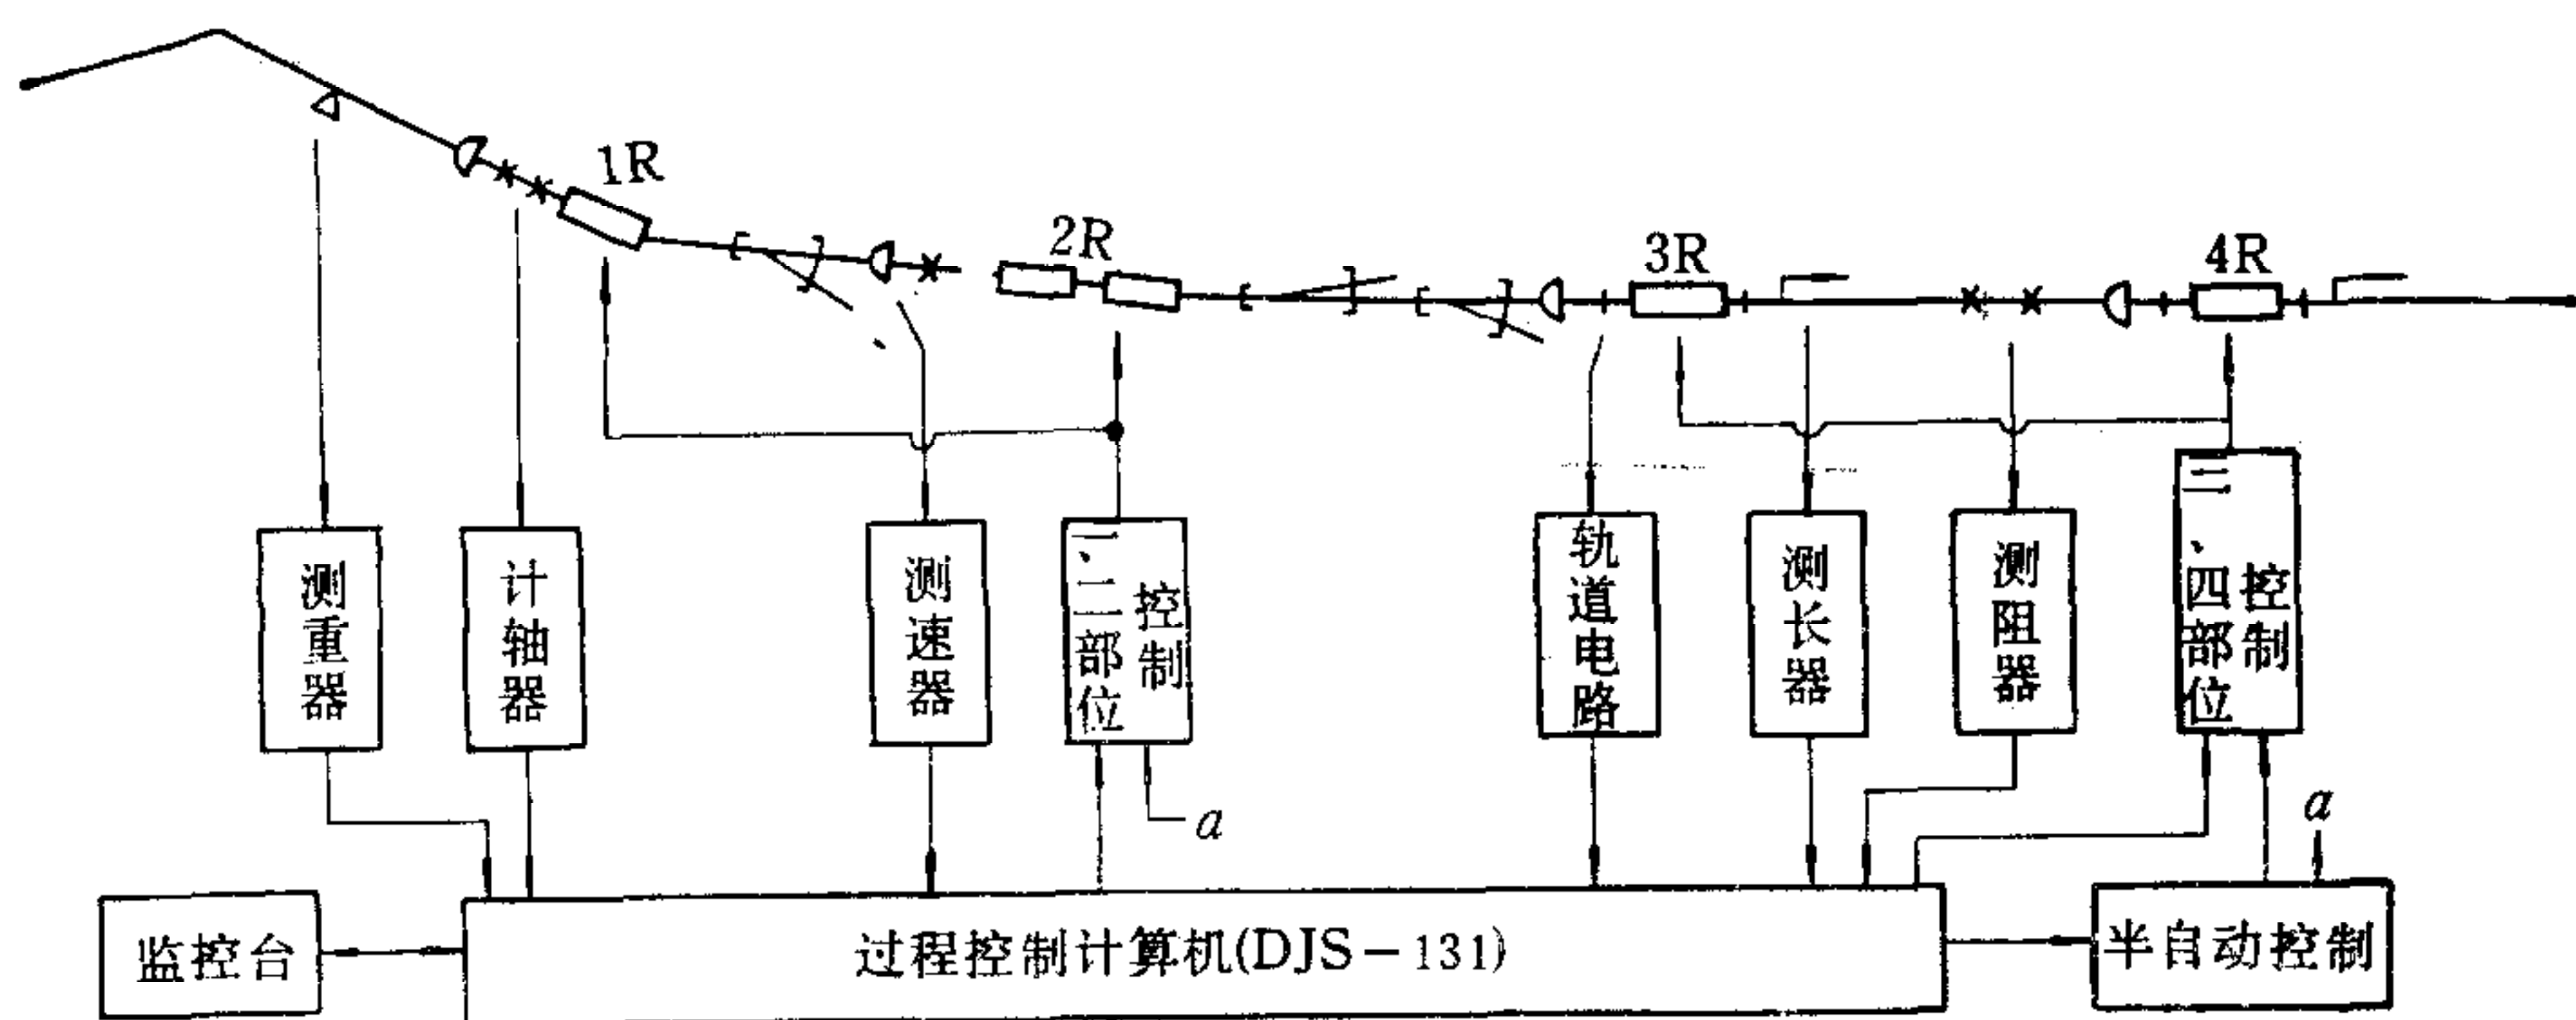 1R
2R
3R
4R
测重器
计轴器
测速器
一、二部位
控制
轨道电路
测长器
测阻器
三、四部位
控制
a
a
监控台
过程控制计算机(DJS-131)
半自动控制